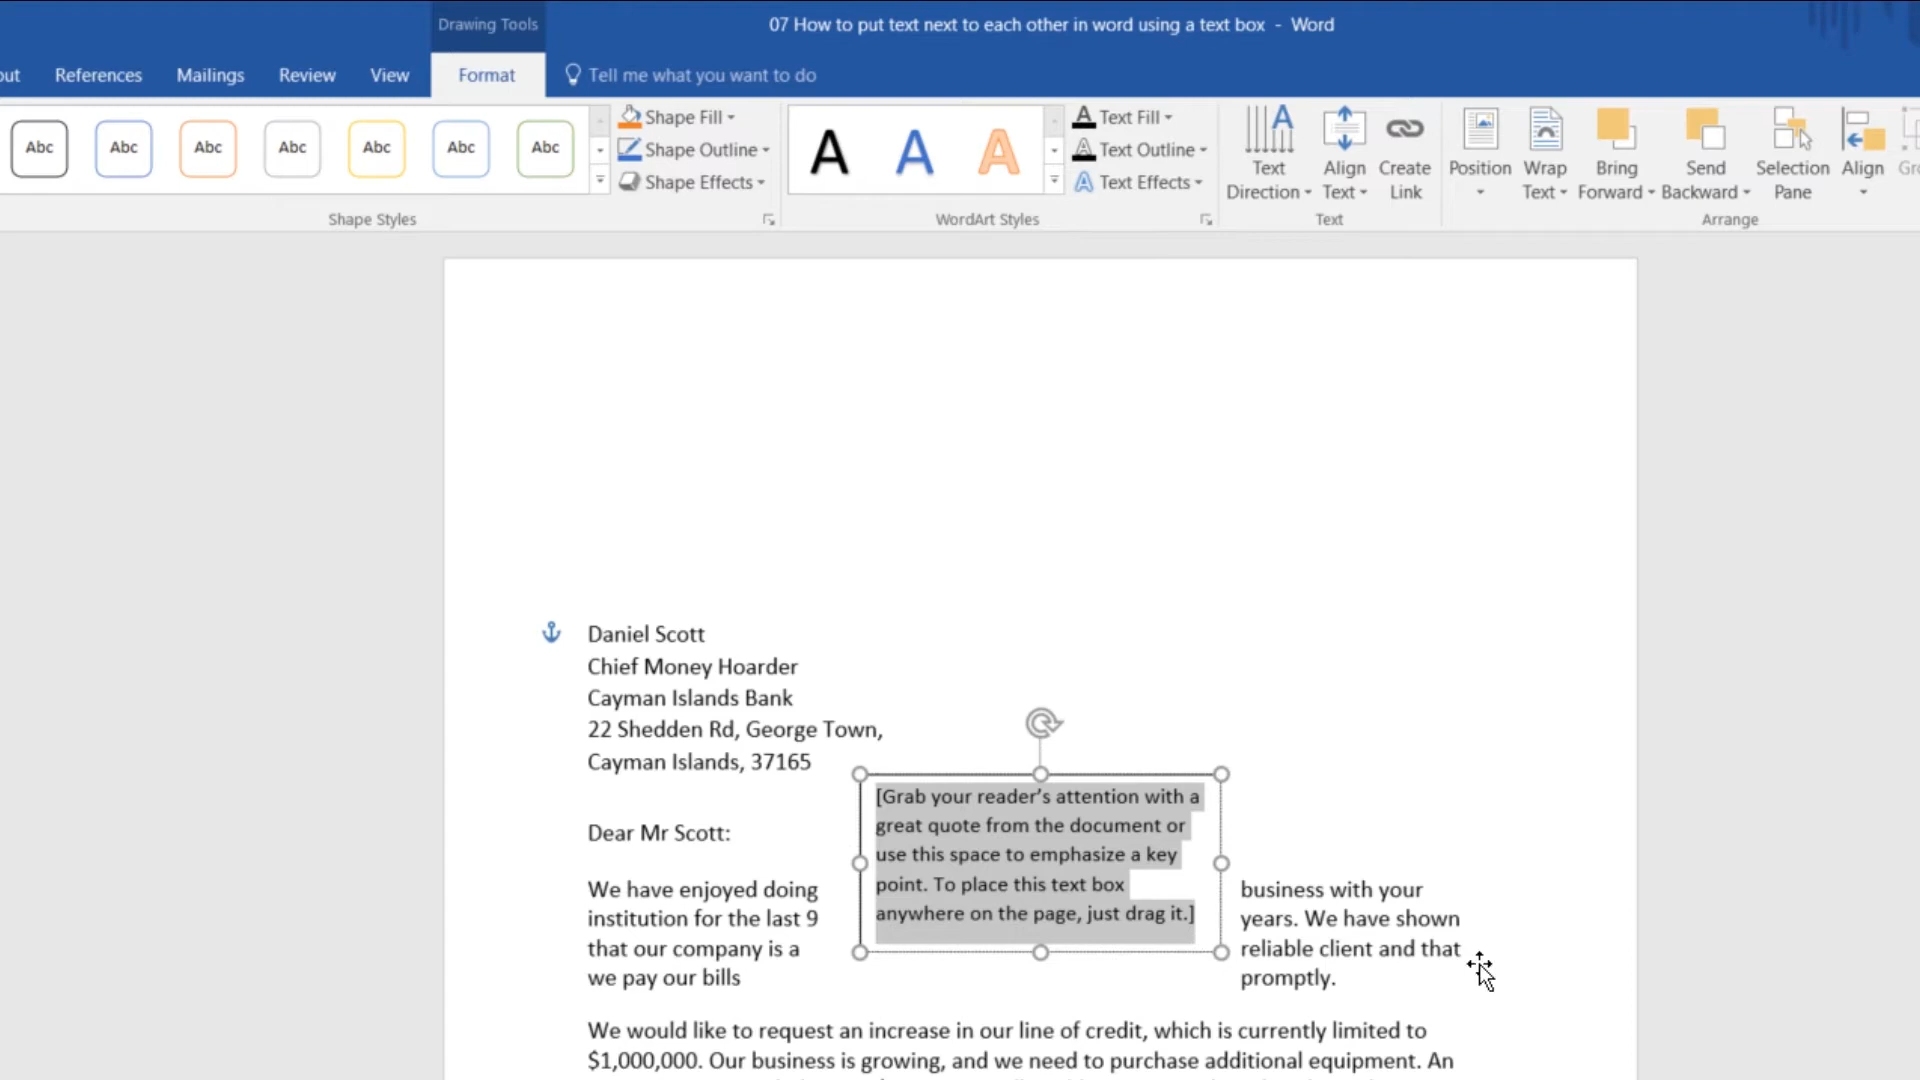 Drawing Tools
07 How to put text next to each other in word using a text box - Word
References Mailings Review View Format Tell me what you want to do
Abc Abc Abc Abc Abc Abc Abc
Shape Fill
Shape Outline
Shape Effects
Shape Styles
A A A
Text Fill
Text Outline
Text Effects
WordArt Styles
Text Direction
Align Text
Create Link
Text
Position
Wrap Text
Bring Forward
Send Backward
Selection Pane
Align
Arrange
Daniel Scott
Chief Money Hoarder
Cayman Islands Bank
22 Shedden Rd, George Town,
Cayman Islands, 37165
Dear Mr Scott:
[Grab your reader’s attention with a
great quote from the document or
use this space to emphasize a key
point. To place this text box
anywhere on the page, just drag it.]
We have enjoyed doing business with your
institution for the last 9 years. We have shown
that our company is a reliable client and that
we pay our bills promptly.
We would like to request an increase in our line of credit, which is currently limited to
$1,000,000. Our business is growing, and we need to purchase additional equipment. An